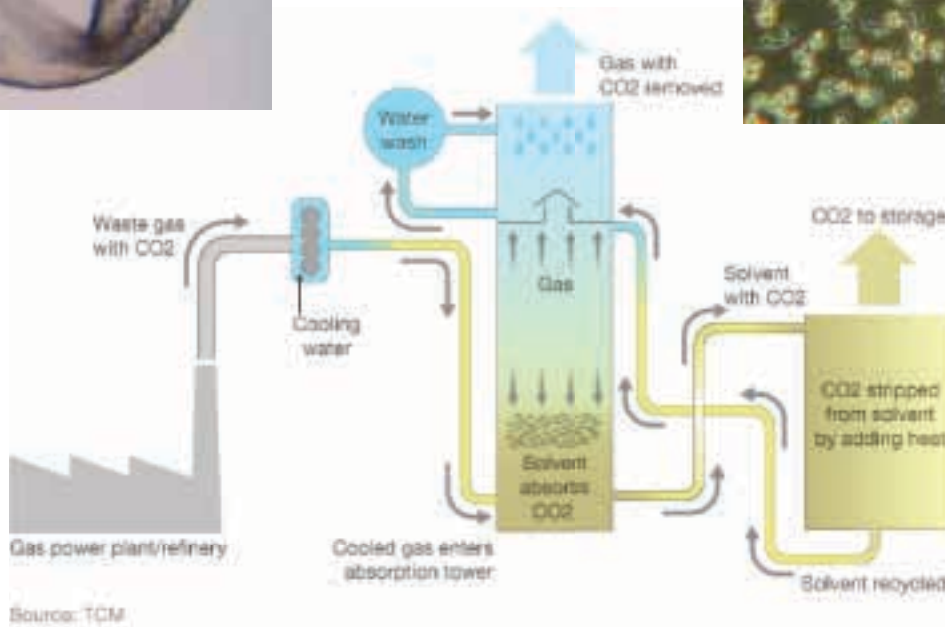 Gas with
CO2 removed
Water
wash
Waste gas
with CO2
CO2 to storage
Gas
Solvent
with CO2
Cooling
water
CO2 stripped
from solvent
by adding heat
Solvent
absorbs
CO2
Gas power plant/refinery
Cooled gas enters
absorption tower
Solvent recycled
Source: TCM